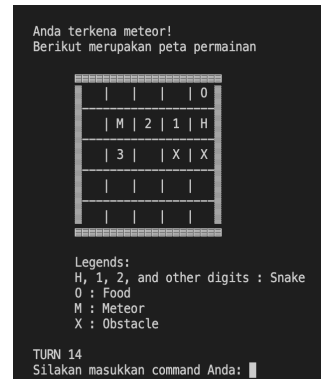 Anda terkena meteor!
Berikut merupakan peta permainan
| | | | O
| M | 2 | 1 | H
| 3 | | X | X
| | | |
| | | |
Legends:
H, 1, 2, and other digits : Snake
O : Food
M : Meteor
X : Obstacle
TURN 14
Silakan masukkan command Anda: